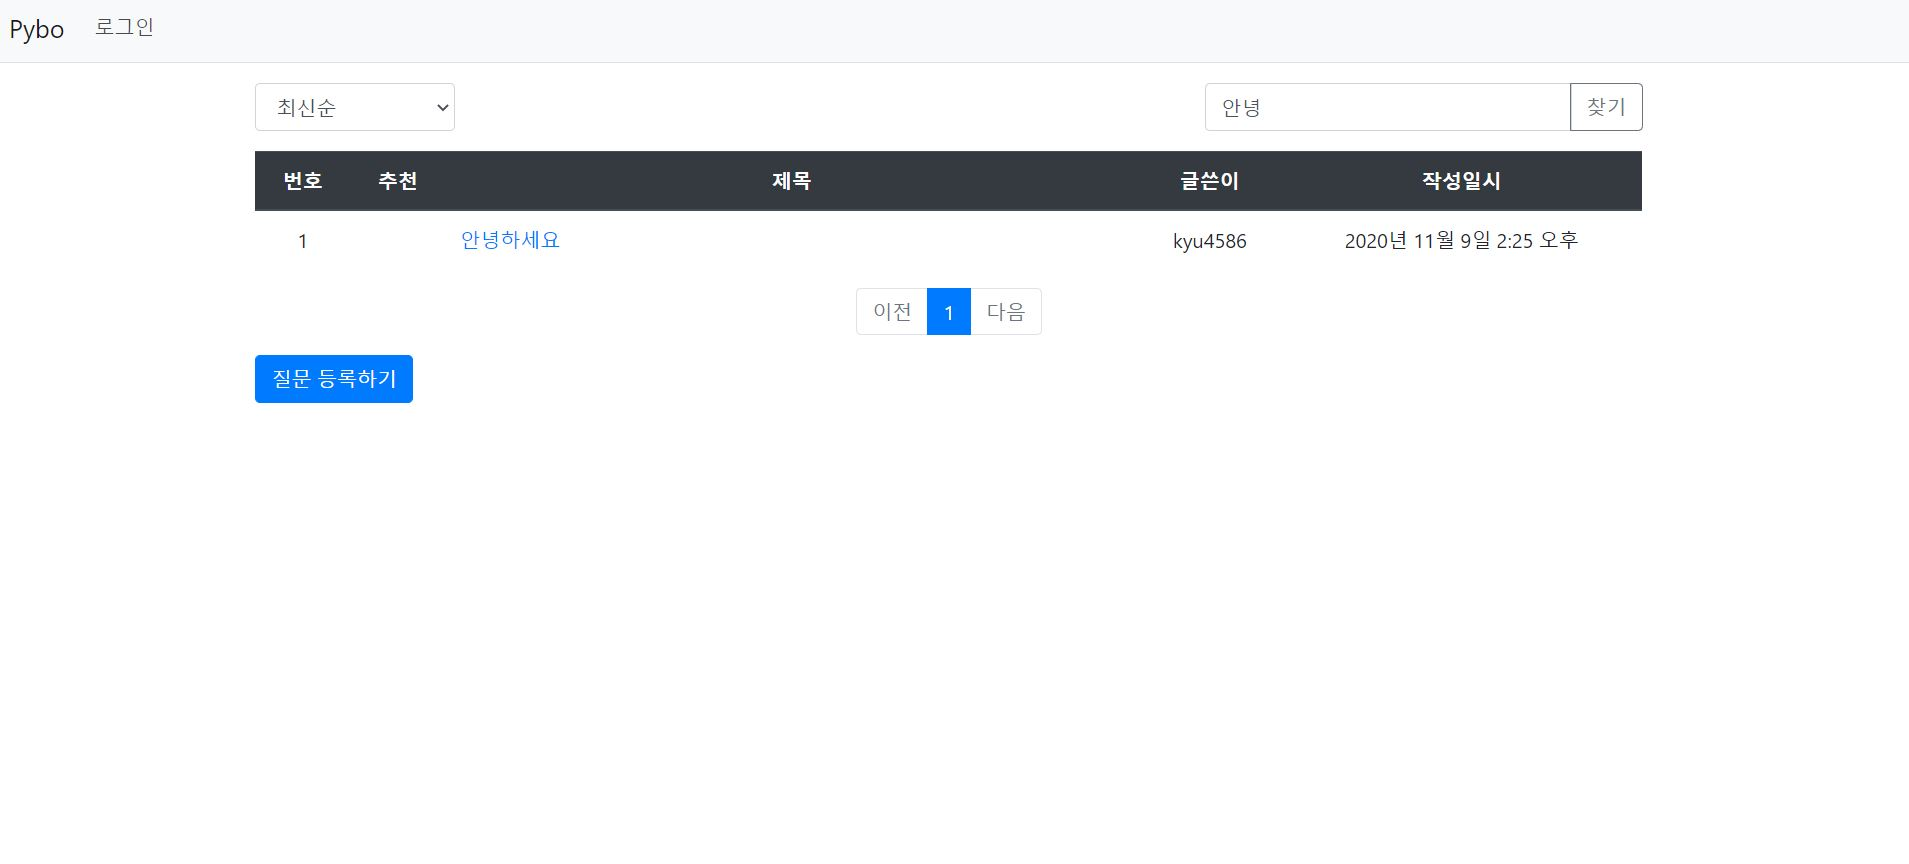 Pybo 로그인
최신순 안녕 찾기
번호 추천 제목 글쓴이 작성일시
1 안녕하세요 kyu4586 2020년 11월 9일 2:25 오후
이전 1 다음
질문 등록하기